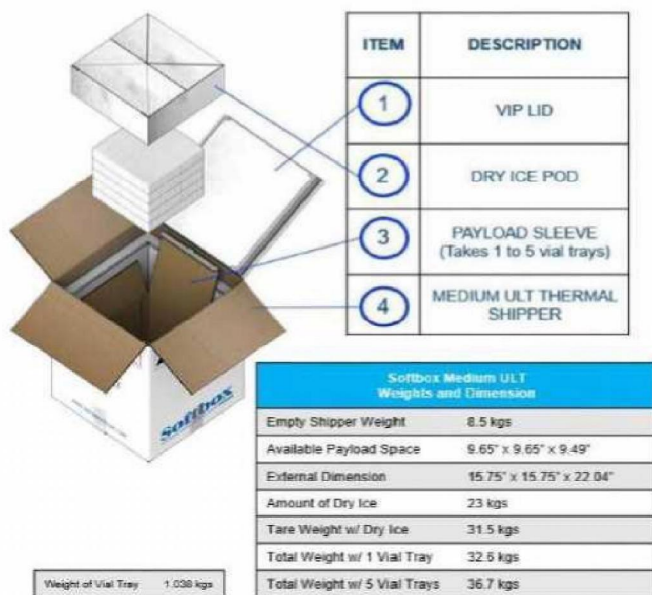 ITEM DESCRIPTION
1 VIP LID
2 DRY ICE POD
3 PAYLOAD SLEEVE
(Takes 1 to 5 vial trays)
4 MEDIUM ULT THERMAL
SHIPPER
Softbox
Softbox Medium ULT
Weights and Dimension
Empty Shipper Weight 8.5 kgs
Available Payload Space 9.65" x 9.65" x 9.49"
External Dimension 15.75" x 15.75" x 22.04"
Amount of Dry Ice 23 kgs
Tare Weight w/ Dry Ice 31.5 kgs
Total Weight w/ 1 Vial Tray 32.6 kgs
Total Weight w/ 5 Vial Trays 36.7 kgs
Weight of Vial Tray 1.038 kgs